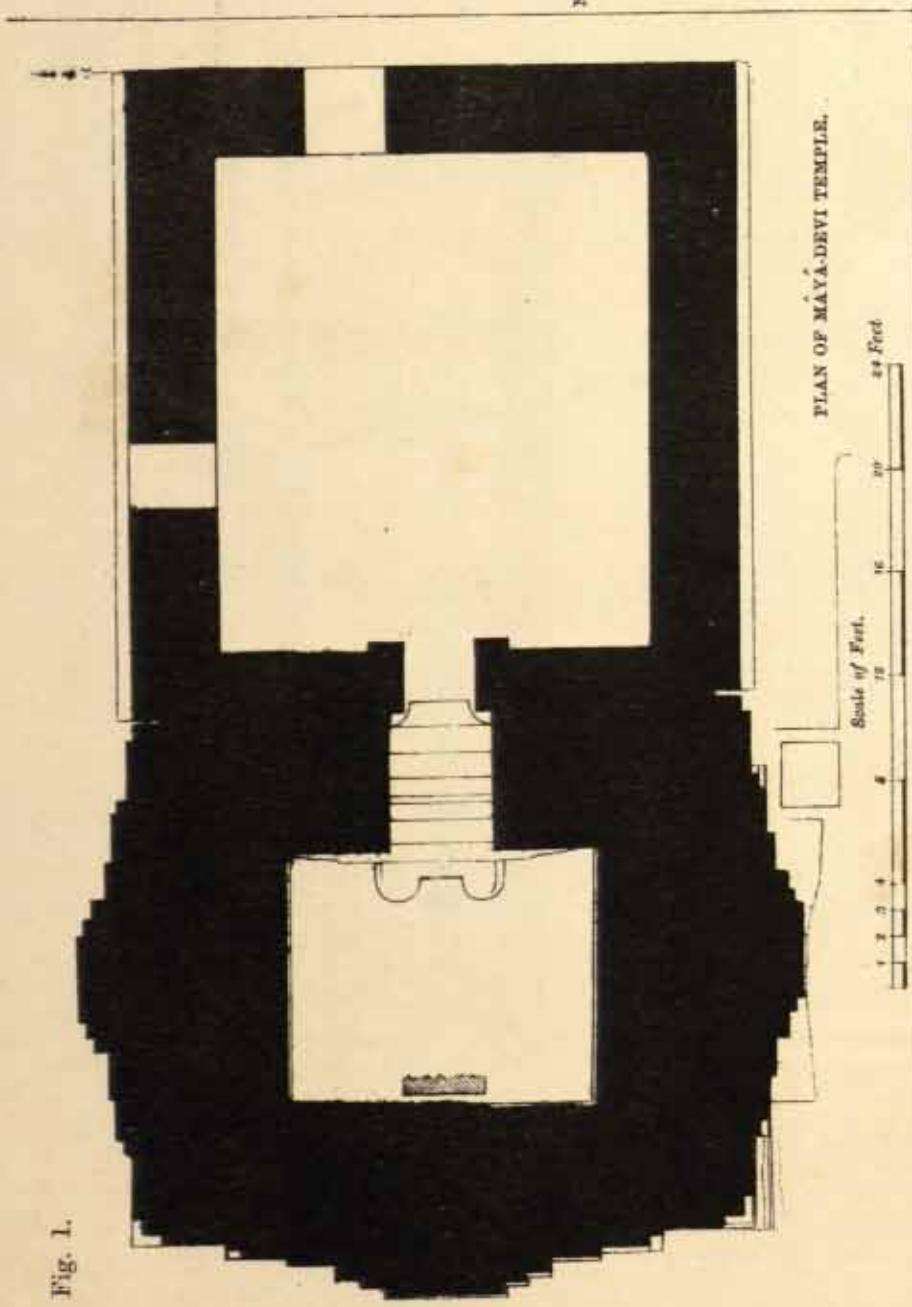 Fig. 1.
PLAN OF MÂYÁ-DEVI TEMPLE.
Scale of Feet.
1 2 3 4 8 12 16 20 24 Feet